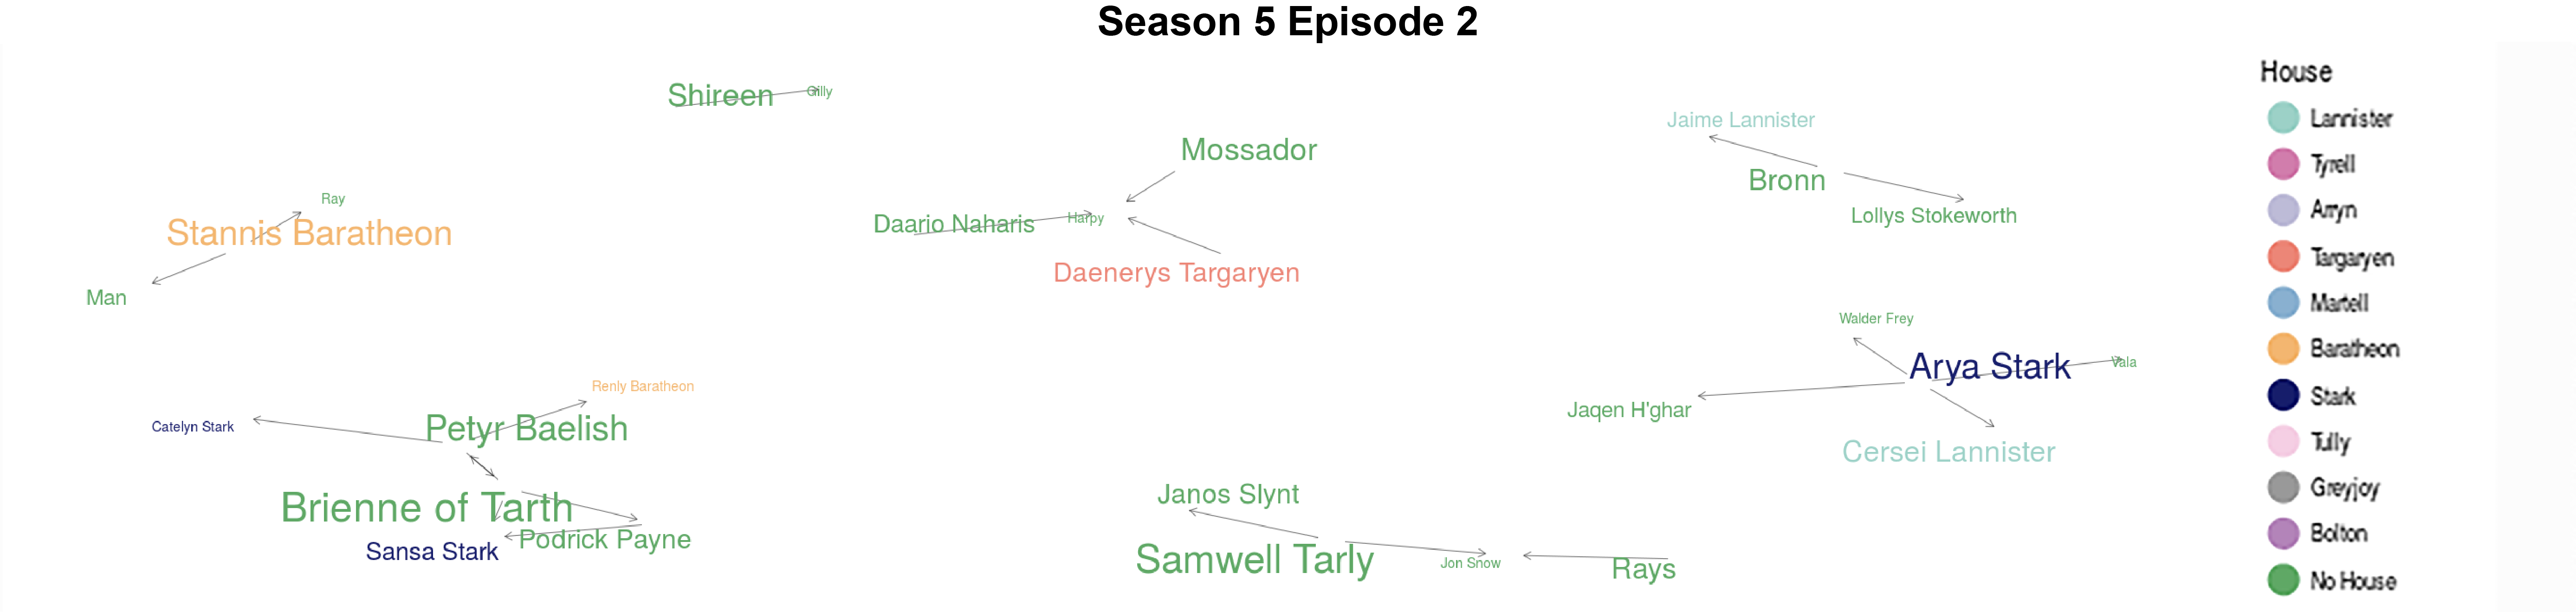 Season 5 Episode 2
Shireen
Gilly
Mossador
Jaime Lannister
Bronn
Ray
Stannis Baratheon
Daario Naharis
Harpy
Lollys Stokeworth
Daenerys Targaryen
Man
Walder Frey
Arya Stark
Vala
Renly Baratheon
Jaqen H'ghar
Catelyn Stark
Petyr Baelish
Cersei Lannister
Janos Slynt
Brienne of Tarth
Podrick Payne
Sansa Stark
Samwell Tarly
Jon Snow
Rays
House
Lannister
Tyrell
Arryn
Targaryen
Martell
Baratheon
Stark
Tully
Greyjoy
Bolton
No House